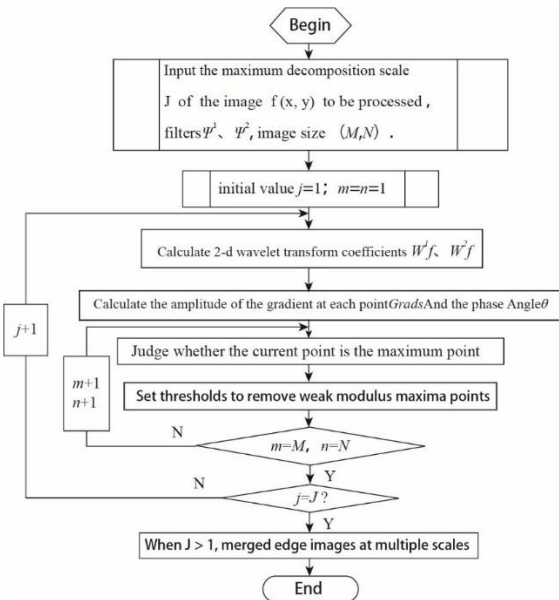 Begin
Input the maximum decomposition scale
J of the image f(x, y) to be processed,
filtersΨ¹、Ψ², image size （M,N）.
initial value j=1; m=n=1
Calculate 2-d wavelet transform coefficients W¹f、W²f
Calculate the amplitude of the gradient at each pointGradsAnd the phase Angleθ
j+1
Judge whether the current point is the maximum point
m+1
n+1
Set thresholds to remove weak modulus maxima points
N
m=M, n=N
Y
N
j=J?
Y
When J > 1, merged edge images at multiple scales
End